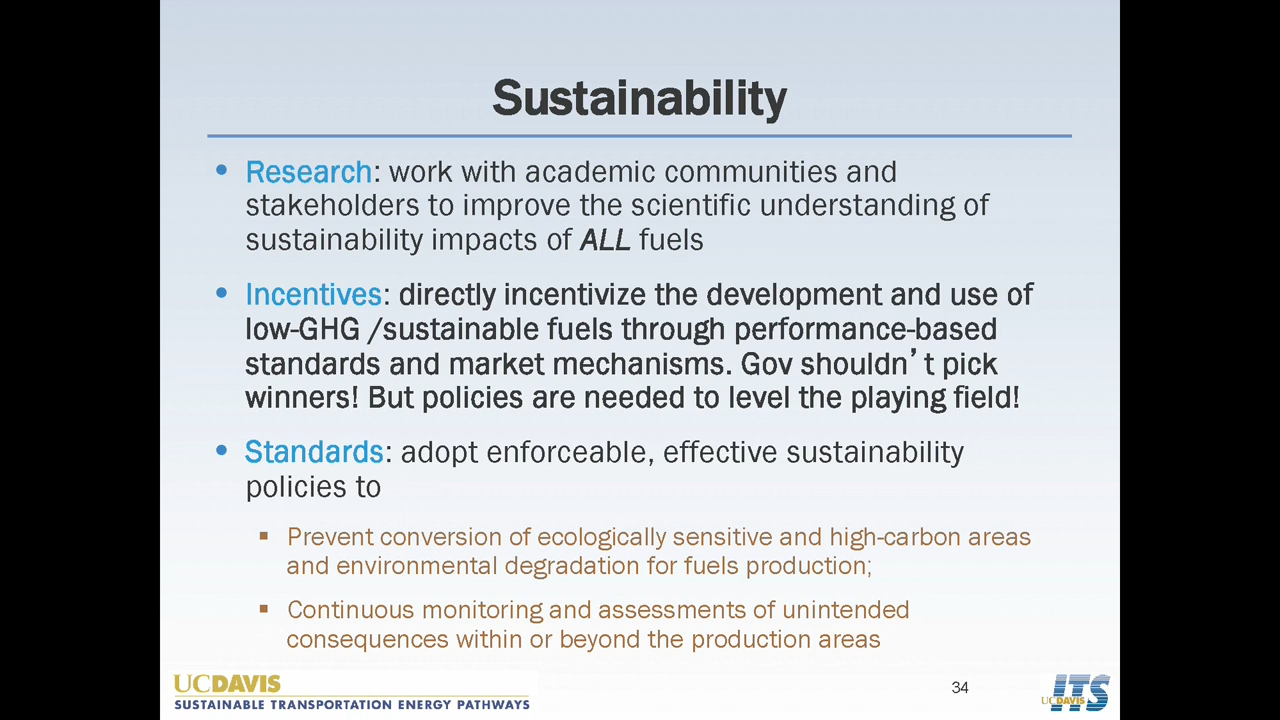 Sustainability
• Research: work with academic communities and
stakeholders to improve the scientific understanding of
sustainability impacts of ALL fuels
• Incentives: directly incentivize the development and use of
low-GHG /sustainable fuels through performance-based
standards and market mechanisms. Gov shouldn’t pick
winners! But policies are needed to level the playing field!
• Standards: adopt enforceable, effective sustainability
policies to
▪ Prevent conversion of ecologically sensitive and high-carbon areas
and environmental degradation for fuels production;
▪ Continuous monitoring and assessments of unintended
consequences within or beyond the production areas
UCDAVIS
SUSTAINABLE TRANSPORTATION ENERGY PATHWAYS
34
UCDAVIS ITS